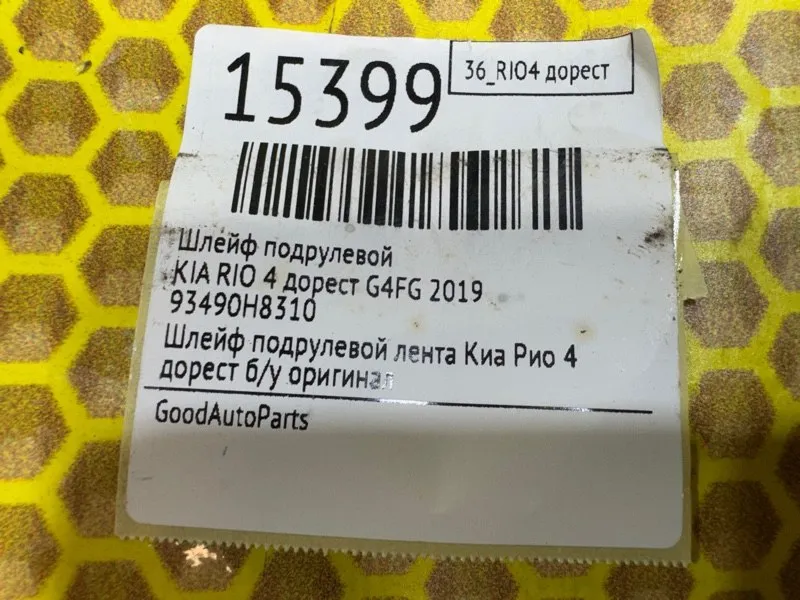 15399
36_RIO4 дорест
Шлейф подрулевой
KIA RIO 4 дорест G4FG 2019
93490H8310
Шлейф подрулевой лента Киа Рио 4
дорест б/у оригинал
GoodAutoParts